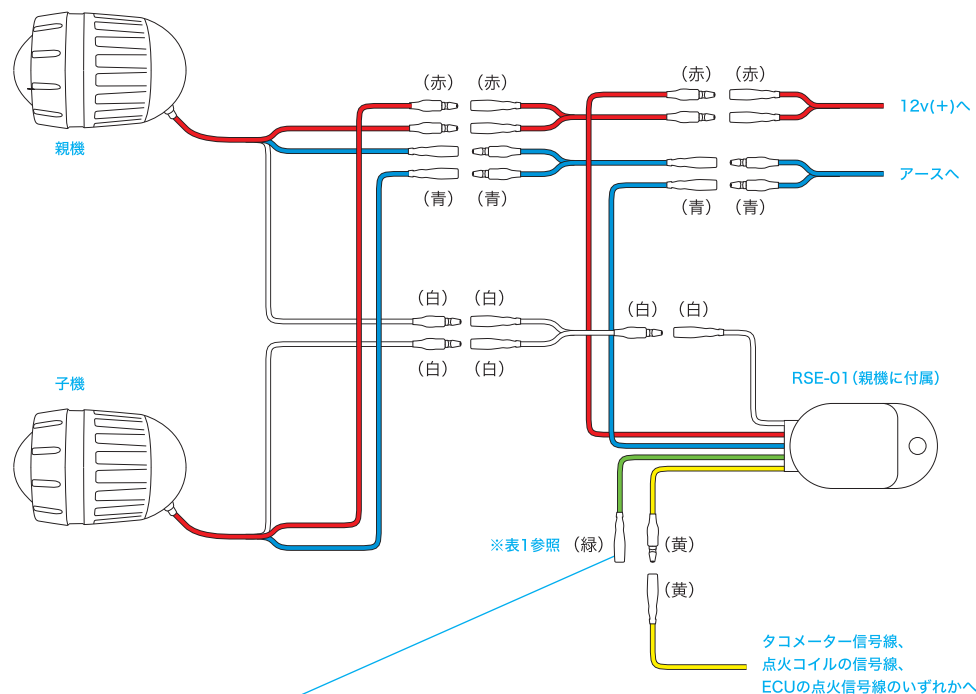 (赤) (赤)
(赤) (赤)
12v(+)へ
親機
アースへ
(青) (青)
(青) (青)
(白) (白)
(白) (白)
(白) (白)
子機
RSE-01(親機に付属)
※表1参照 (緑) (黄)
(黄)
タコメーター信号線、
点火コイルの信号線、
ECUの点火信号線のいずれかへ